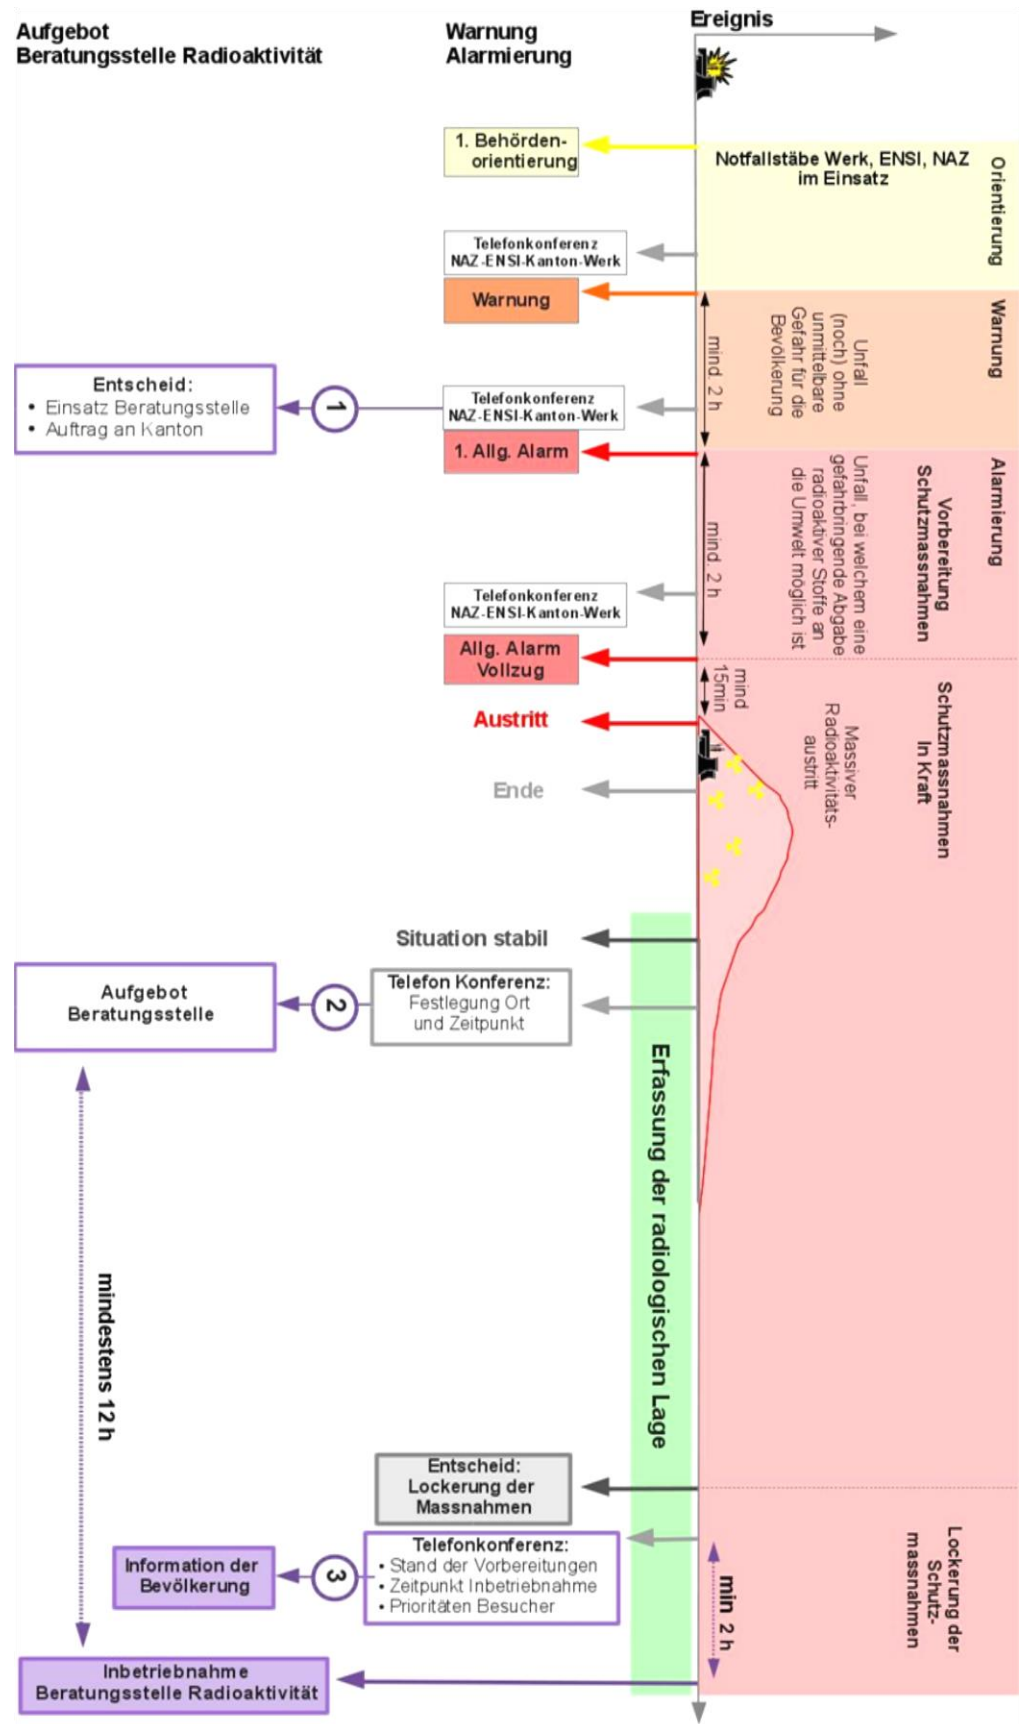 Aufgebot
Beratungsstelle Radioaktivität
Warnung
Alarmierung
Ereignis
1. Behörden-
orientierung
Notfallstäbe Werk, ENSI, NAZ
im Einsatz
Orientierung
Telefonkonferenz
NAZ-ENSI-Kanton-Werk
Warnung
mind. 2 h
Unfall
(noch) ohne
unmittelbare
Gefahr für die
Bevölkerung
Warnung
Entscheid:
• Einsatz Beratungsstelle
• Auftrag an Kanton
1
Telefonkonferenz
NAZ-ENSI-Kanton-Werk
1. Allg. Alarm
mind. 2 h
Unfall, bei welchem eine
gefahrbringende Abgabe
radioaktiver Stoffe an
die Umwelt möglich ist
Vorbereitung
Schutzmassnahmen
Alarmierung
Telefonkonferenz
NAZ-ENSI-Kanton-Werk
Allg. Alarm
Vollzug
mind
15min
Austritt
Massiver
Radioaktivitäts-
austritt
Schutzmassnahmen
In Kraft
Ende
Situation stabil
Aufgebot
Beratungsstelle
2
Telefon Konferenz:
Festlegung Ort
und Zeitpunkt
Erfassung der radiologischen Lage
mindestens 12 h
Entscheid:
Lockerung der
Massnahmen
Information der
Bevölkerung
3
Telefonkonferenz:
• Stand der Vorbereitungen
• Zeitpunkt Inbetriebnahme
• Prioritäten Besucher
min 2 h
Lockerung der
Schutz-
massnahmen
Inbetriebnahme
Beratungsstelle Radioaktivität